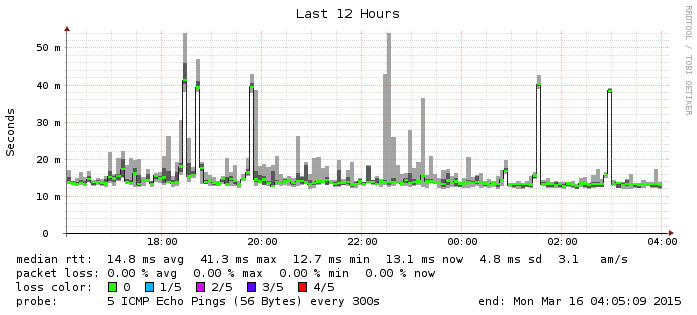 Last 12 Hours
RRDTOOL / TOBI OETIKER
Seconds
50 m
40 m
30 m
20 m
10 m
0
18:00 20:00 22:00 00:00 02:00 04:00
median rtt: 14.8 ms avg 41.3 ms max 12.7 ms min 13.1 ms now 4.8 ms sd 3.1 am/s
packet loss: 0.00 % avg 0.00 % max 0.00 % min 0.00 % now
loss color: 0 1/5 2/5 3/5 4/5
probe: 5 ICMP Echo Pings (56 Bytes) every 300s end: Mon Mar 16 04:05:09 2015